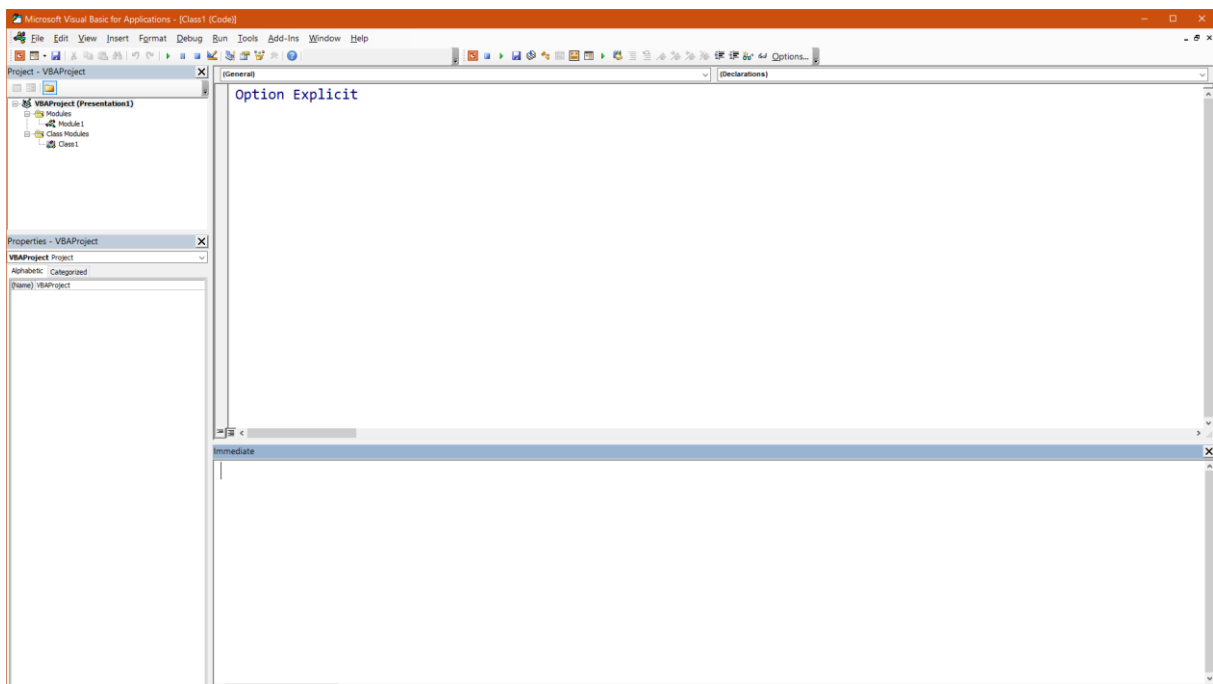 Microsoft Visual Basic for Applications - [Class1 (Code)]
File Edit View Insert Format Debug Run Tools Add-Ins Window Help
Options...
Project - VBAProject
VBAProject (Presentation1)
Modules
Module1
Class Modules
Class1
Properties - VBAProject
VBAProject Project
Alphabetic Categorized
(Name) VBAProject
(General) (Declarations)
Option Explicit
Immediate